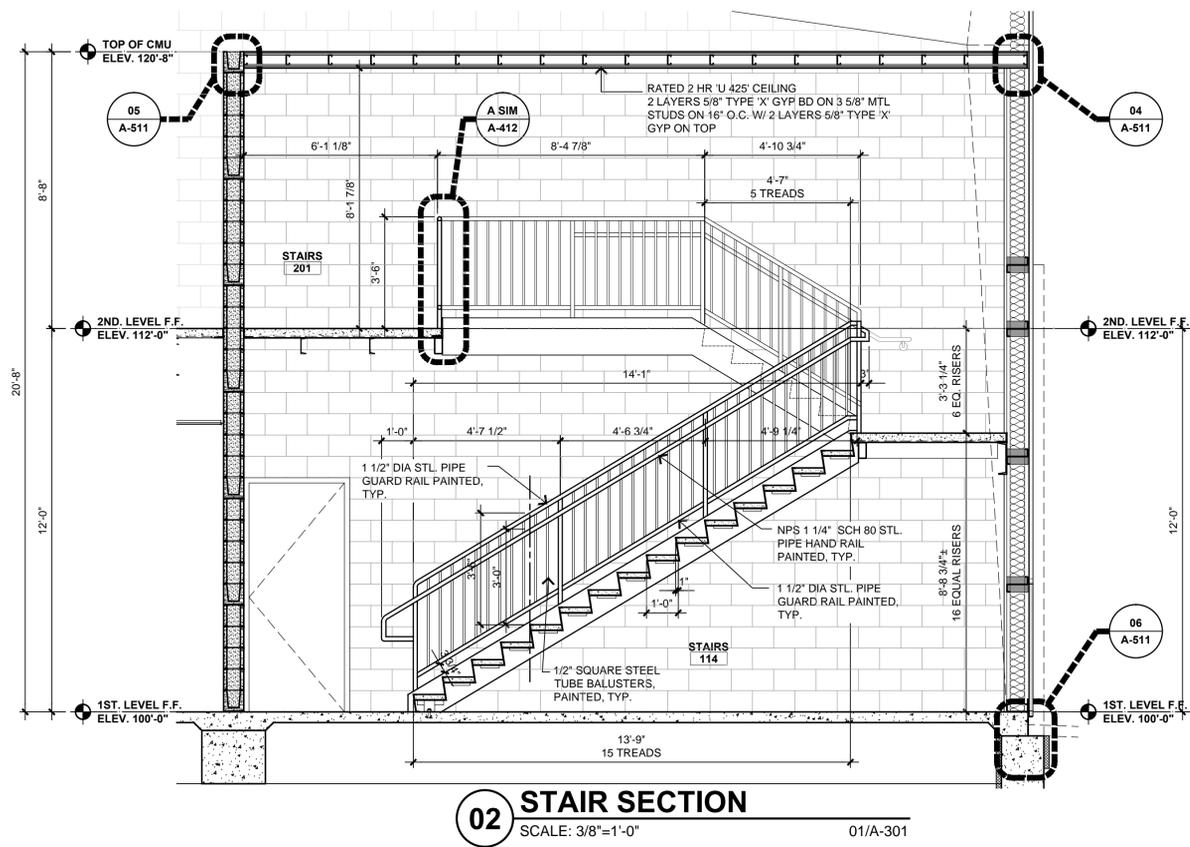 TOP OF CMU
ELEV. 120'-8"
05
A-511
A SIM
A-412
RATED 2 HR 'U 425' CEILING
2 LAYERS 5/8" TYPE 'X' GYP BD ON 3 5/8" MTL
STUDS ON 16" O.C. W/ 2 LAYERS 5/8" TYPE 'X'
GYP ON TOP
04
A-511
6'-1 1/8"
8'-4 7/8"
4'-10 3/4"
4'-7"
5 TREADS
8'-8"
8'-1 7/8'
3'-6"
STAIRS
201
2ND. LEVEL F.F.
ELEV. 112'-0"
2ND. LEVEL F.F.
ELEV. 112'-0"
20'-8"
14'-1"
3"
3'-3 1/4"
6 EQ. RISERS
1'-0"
4'-7 1/2"
4'-6 3/4"
4'-9 1/4"
1 1/2" DIA STL. PIPE
GUARD RAIL PAINTED,
TYP.
12'-0"
NPS 1 1/4" SCH 80 STL.
PIPE HAND RAIL
PAINTED, TYP.
8'-8 3/4"±
16 EQUAL RISERS
12'-0"
3'-6"
3'-0"
1"
1'-0"
1 1/2" DIA STL. PIPE
GUARD RAIL PAINTED,
TYP.
06
A-511
STAIRS
114
3 3/4"
1/2" SQUARE STEEL
TUBE BALUSTERS,
PAINTED, TYP.
1ST. LEVEL F.F.
ELEV. 100'-0"
1ST. LEVEL F.F.
ELEV. 100'-0"
13'-9"
15 TREADS
02
STAIR SECTION
SCALE: 3/8"=1'-0"
01/A-301